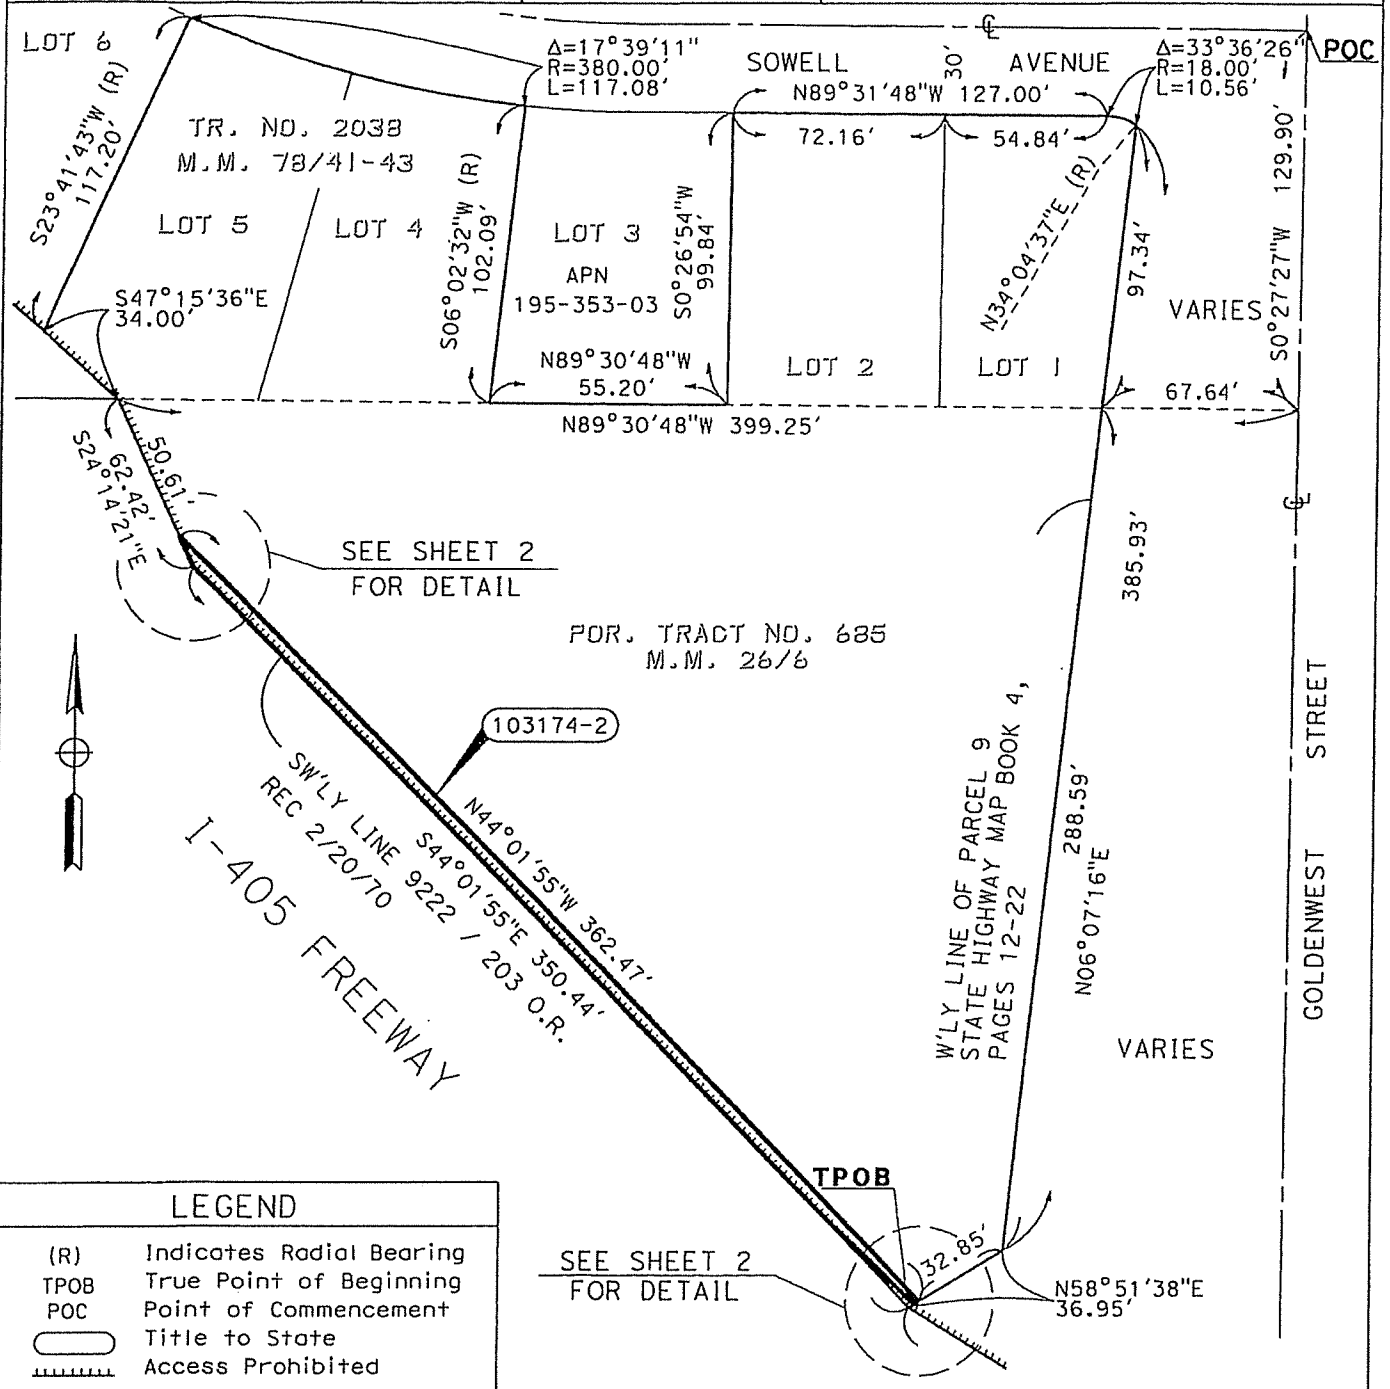 LOT 6
Δ=17°39'11"
R=380.00'
L=117.08'
SOWELL
30'
AVENUE
℄
Δ=33°36'26"
R=18.00'
L=10.56'
POC
N89°31'48"W 127.00'
72.16'
54.84'
TR. NO. 2038
M.M. 78/41-43
S23°41'43"W (R)
117.20'
LOT 5
LOT 4
S06°02'32"W (R)
102.09'
LOT 3
APN
195-353-03
S0°26'54"W
99.84'
N34°04'37"E (R)
97.34'
VARIES
S0°27'27"W 129.90'
S47°15'36"E
34.00'
N89°30'48"W
55.20'
LOT 2
LOT 1
67.64'
N89°30'48"W 399.25'
50.61'
62.42'
S24°14'21"E
℄
385.93'
SEE SHEET 2
FOR DETAIL
POR. TRACT NO. 685
M.M. 26/6
103174-2
SW'LY LINE 9222 / 203 O.R.
REC 2/20/70
N44°01'55"W 362.47'
S44°01'55"E 350.44'
I-405 FREEWAY
W'LY LINE OF PARCEL 9
STATE HIGHWAY MAP BOOK 4,
PAGES 12-22
288.59'
N06°07'16"E
GOLDENWEST STREET
VARIES
TPOB
32.85'
SEE SHEET 2
FOR DETAIL
N58°51'38"E
36.95'
LEGEND
(R) Indicates Radial Bearing
TPOB True Point of Beginning
POC Point of Commencement
Title to State
Access Prohibited